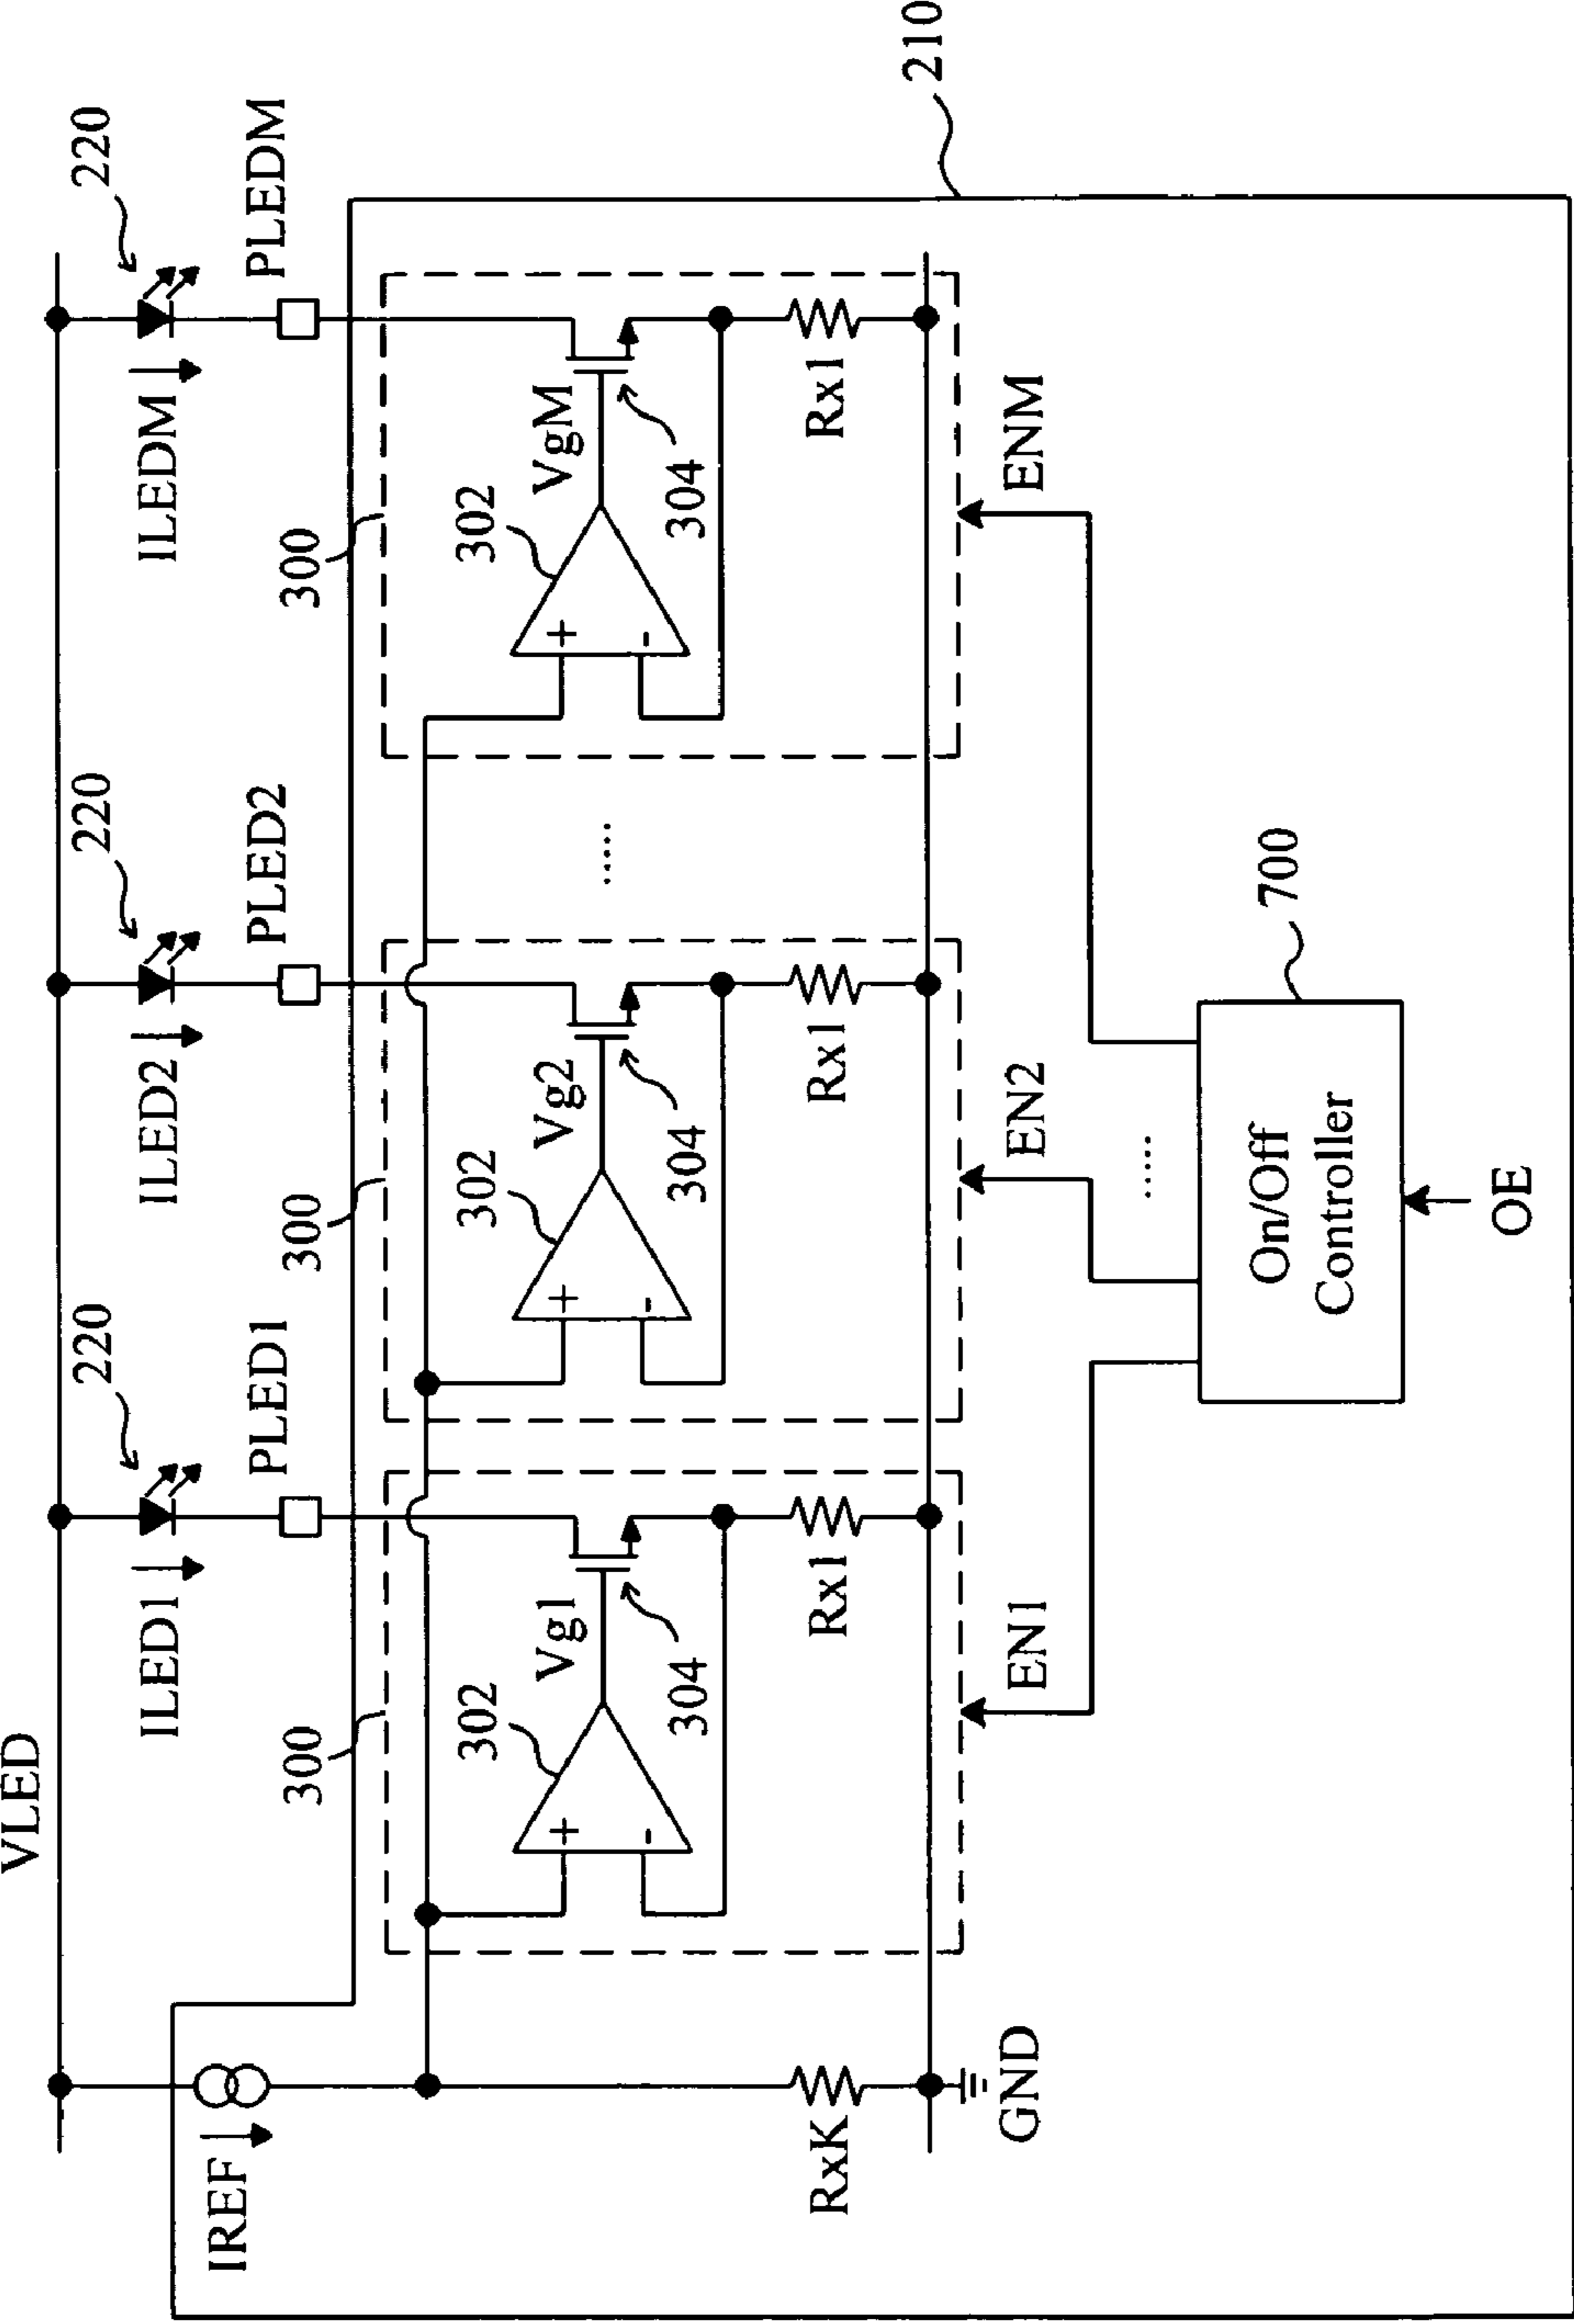 VLED
220
220
220
ILED1
PLED1
ILED2
PLED2
ILEDM
PLEDM
IREF
300
300
300
210
302
Vg1
302
Vg2
302
VgM
+
-
+
-
+
-
304
304
304
.....
RxK
Rx1
Rx1
Rx1
GND
EN1
EN2
ENM
.....
On/Off
Controller
700
OE